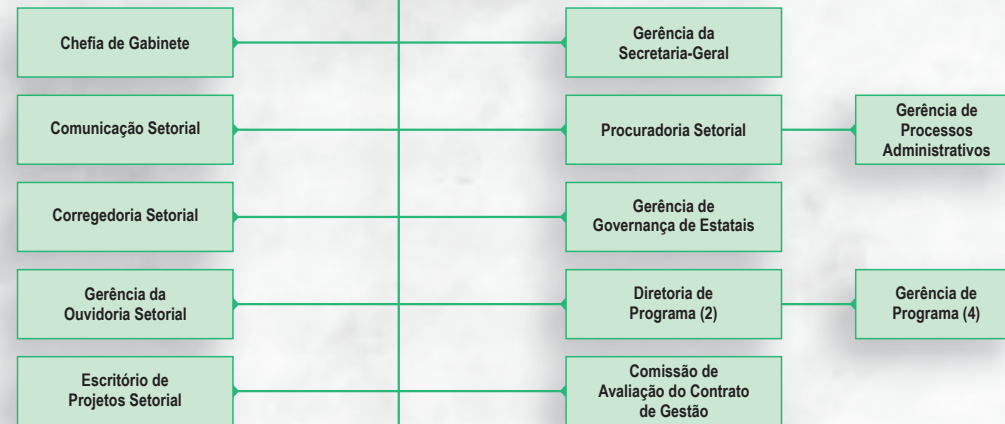 Chefia de Gabinete
Gerência da
Secretaria-Geral
Comunicação Setorial
Procuradoria Setorial
Gerência de
Processos
Administrativos
Corregedoria Setorial
Gerência de
Governança de Estatais
Gerência da
Ouvidoria Setorial
Diretoria de
Programa (2)
Gerência de
Programa (4)
Escritório de
Projetos Setorial
Comissão de
Avaliação do Contrato
de Gestão